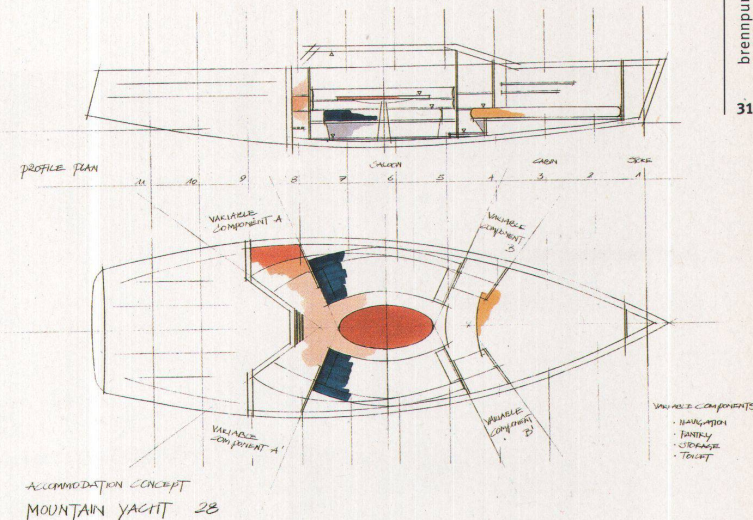 brennpun
31
PROFILE PLAN
SALOON
CABIN
11 10 9 8 7 6 5 4 3 2 1
VARIABLE
COMPONENT A
VARIABLE
COMPONENT
B
VARIABLE
COMPONENT A'
VARIABLE
COMPONENT
B'
VARIABLE COMPONENTS
· NAVIGATION
· PANTRY
· STORAGE
· TOILET
ACCOMMODATION CONCEPT
MOUNTAIN YACHT 28